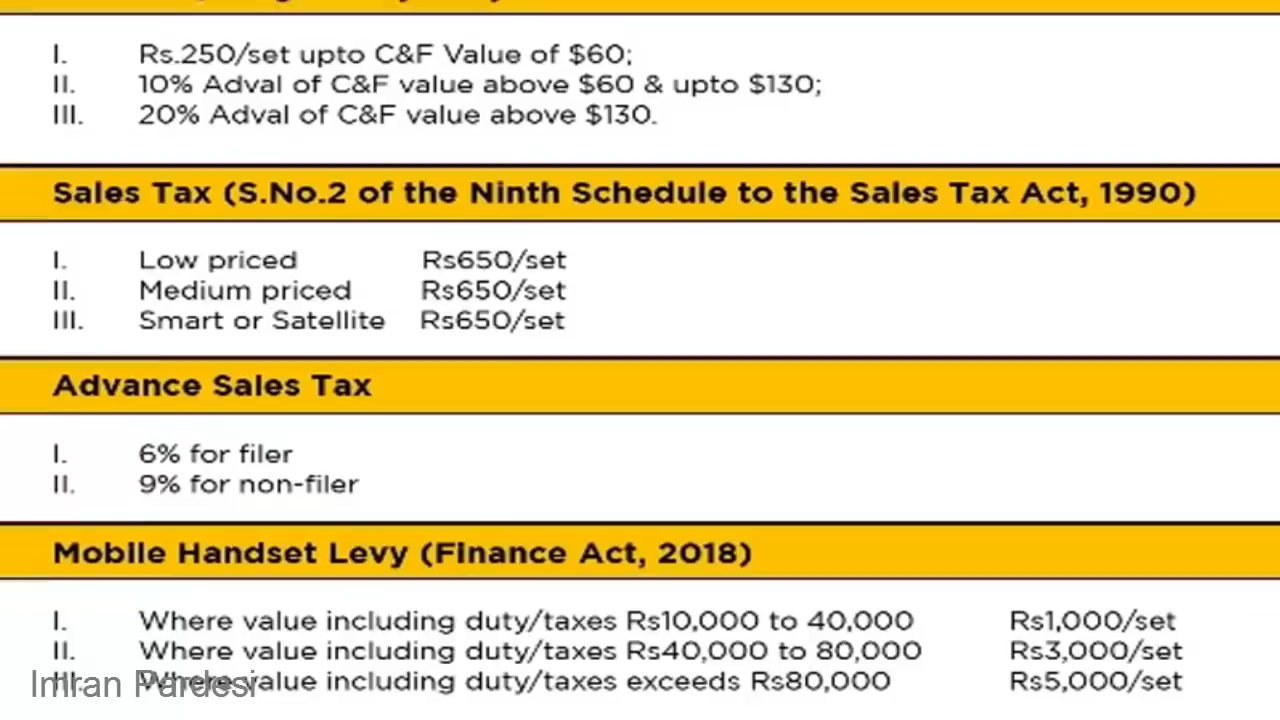 I. Rs.250/set upto C&F Value of $60;
II. 10% Adval of C&F value above $60 & upto $130;
III. 20% Adval of C&F value above $130.
Sales Tax (S.No.2 of the Ninth Schedule to the Sales Tax Act, 1990)
I. Low priced Rs650/set
II. Medium priced Rs650/set
III. Smart or Satellite Rs650/set
Advance Sales Tax
I. 6% for filer
II. 9% for non-filer
Mobile Handset Levy (Finance Act, 2018)
I. Where value including duty/taxes Rs10,000 to 40,000 Rs1,000/set
II. Where value including duty/taxes Rs40,000 to 80,000 Rs3,000/set
III. Where value including duty/taxes exceeds Rs80,000 Rs5,000/set
Imran Pardesi